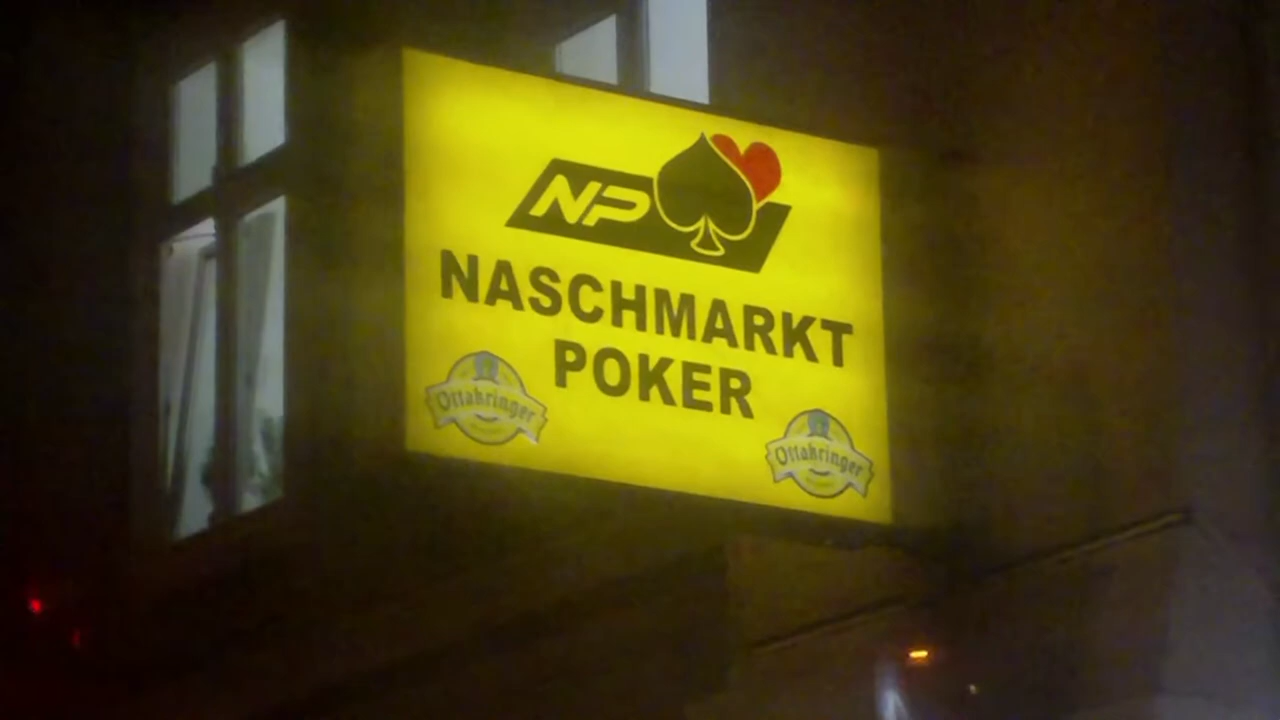 NP
NASCHMARKT
POKER
Ottakringer
Ottakringer